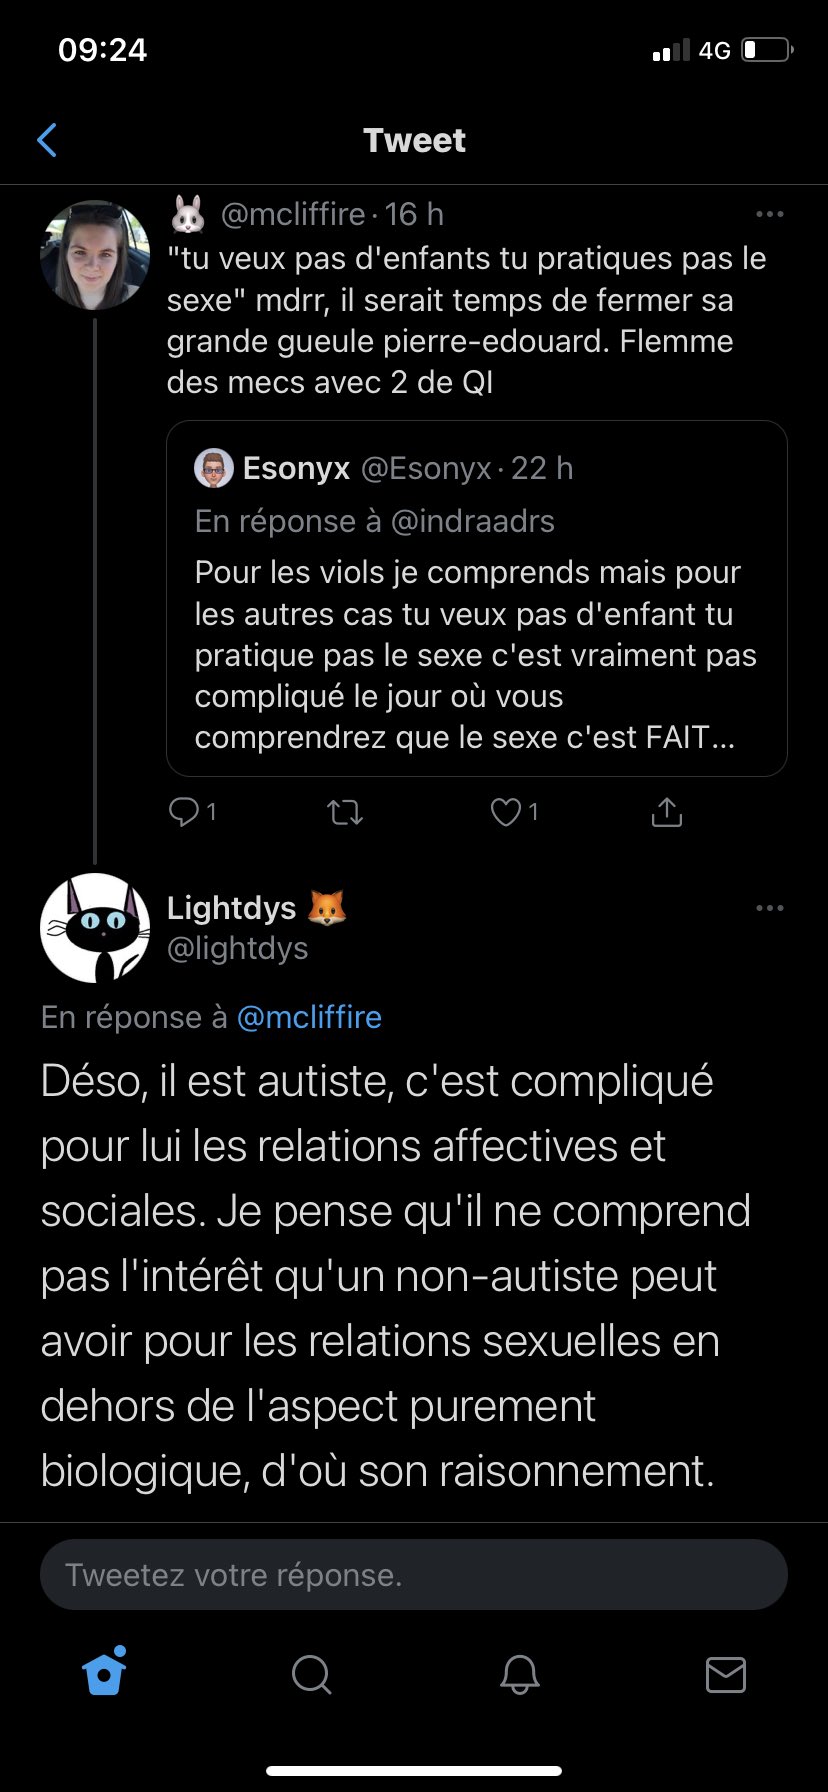 09:24
4G
Tweet
🐰 @mcliffire · 16 h
"tu veux pas d'enfants tu pratiques pas le
sexe" mdrr, il serait temps de fermer sa
grande gueule pierre-edouard. Flemme
des mecs avec 2 de QI
Esonyx @Esonyx · 22 h
En réponse à @indraadrs
Pour les viols je comprends mais pour
les autres cas tu veux pas d'enfant tu
pratique pas le sexe c'est vraiment pas
compliqué le jour où vous
comprendrez que le sexe c'est FAIT...
1
1
Lightdys 🦊
@lightdys
En réponse à @mcliffire
Déso, il est autiste, c'est compliqué
pour lui les relations affectives et
sociales. Je pense qu'il ne comprend
pas l'intérêt qu'un non-autiste peut
avoir pour les relations sexuelles en
dehors de l'aspect purement
biologique, d'où son raisonnement.
Tweetez votre réponse.